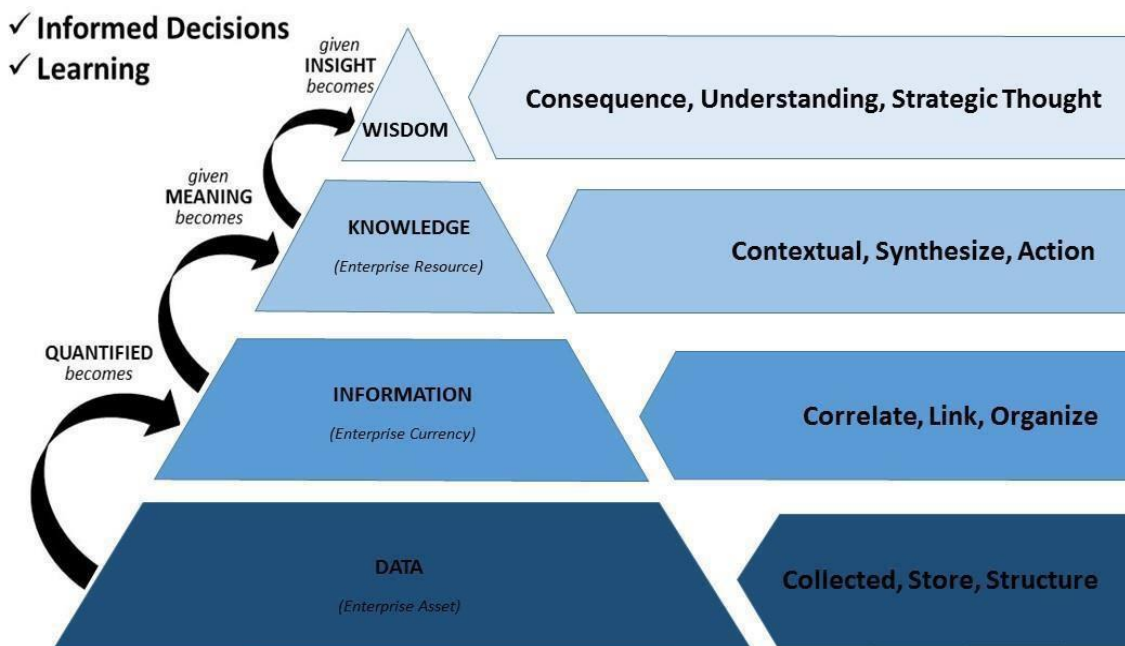 ✓ Informed Decisions
✓ Learning
given
INSIGHT
becomes
WISDOM
Consequence, Understanding, Strategic Thought
given
MEANING
becomes
KNOWLEDGE
(Enterprise Resource)
Contextual, Synthesize, Action
QUANTIFIED
becomes
INFORMATION
(Enterprise Currency)
Correlate, Link, Organize
DATA
(Enterprise Asset)
Collected, Store, Structure